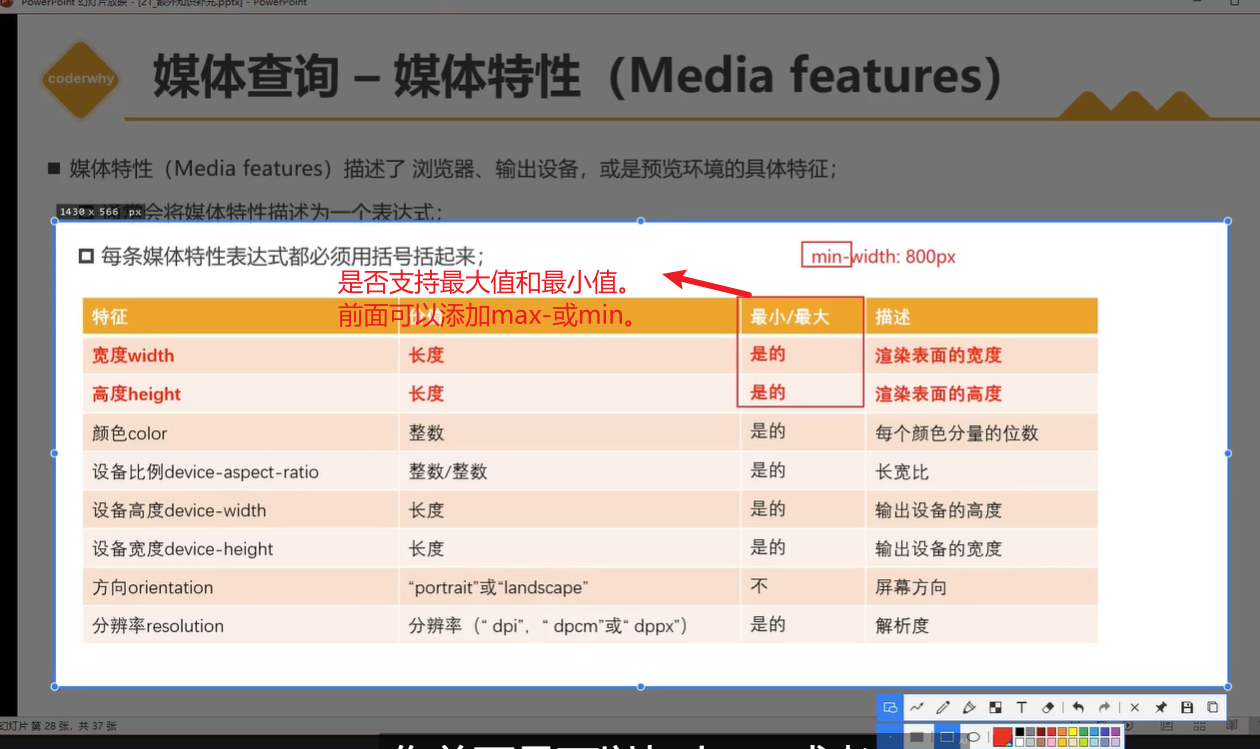 PowerPoint 幻灯片放映 - [21_额外知识补充.pptx] - PowerPoint
coderwhy
媒体查询 – 媒体特性（Media features）
■ 媒体特性（Media features）描述了 浏览器、输出设备，或是预览环境的具体特征；
1430 x 566 px
会将媒体特性描述为一个表达式；
每条媒体特性表达式都必须用括号括起来；
min-width: 800px
是否支持最大值和最小值。
前面可以添加max-或min。
特征 最小/最大 描述
宽度width 长度 是的 渲染表面的宽度
高度height 长度 是的 渲染表面的高度
颜色color 整数 是的 每个颜色分量的位数
设备比例device-aspect-ratio 整数/整数 是的 长宽比
设备高度device-width 长度 是的 输出设备的高度
设备宽度device-height 长度 是的 输出设备的宽度
方向orientation “portrait”或“landscape” 不 屏幕方向
分辨率resolution 分辨率（“ dpi”，“ dpcm”或“ dppx”） 是的 解析度
幻灯片 第 28 张，共 37 张